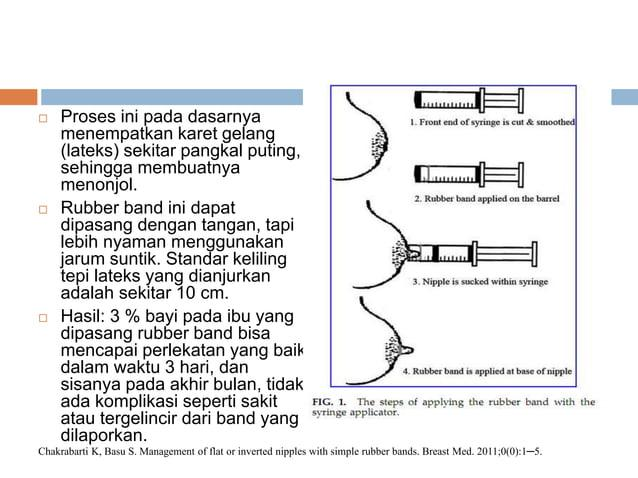 Proses ini pada dasarnya
menempatkan karet gelang
(lateks) sekitar pangkal puting,
sehingga membuatnya
menonjol.
Rubber band ini dapat
dipasang dengan tangan, tapi
lebih nyaman menggunakan
jarum suntik. Standar keliling
tepi lateks yang dianjurkan
adalah sekitar 10 cm.
Hasil: 3 % bayi pada ibu yang
dipasang rubber band bisa
mencapai perlekatan yang baik
dalam waktu 3 hari, dan
sisanya pada akhir bulan, tidak
ada komplikasi seperti sakit
atau tergelincir dari band yang
dilaporkan.
1. Front end of syringe is cut & smoothed
2. Rubber band applied on the barrel
3. Nipple is sucked within syringe
4. Rubber band is applied at base of nipple
FIG. 1. The steps of applying the rubber band with the
syringe applicator.
Chakrabarti K, Basu S. Management of flat or inverted nipples with simple rubber bands. Breast Med. 2011;0(0):1─5.